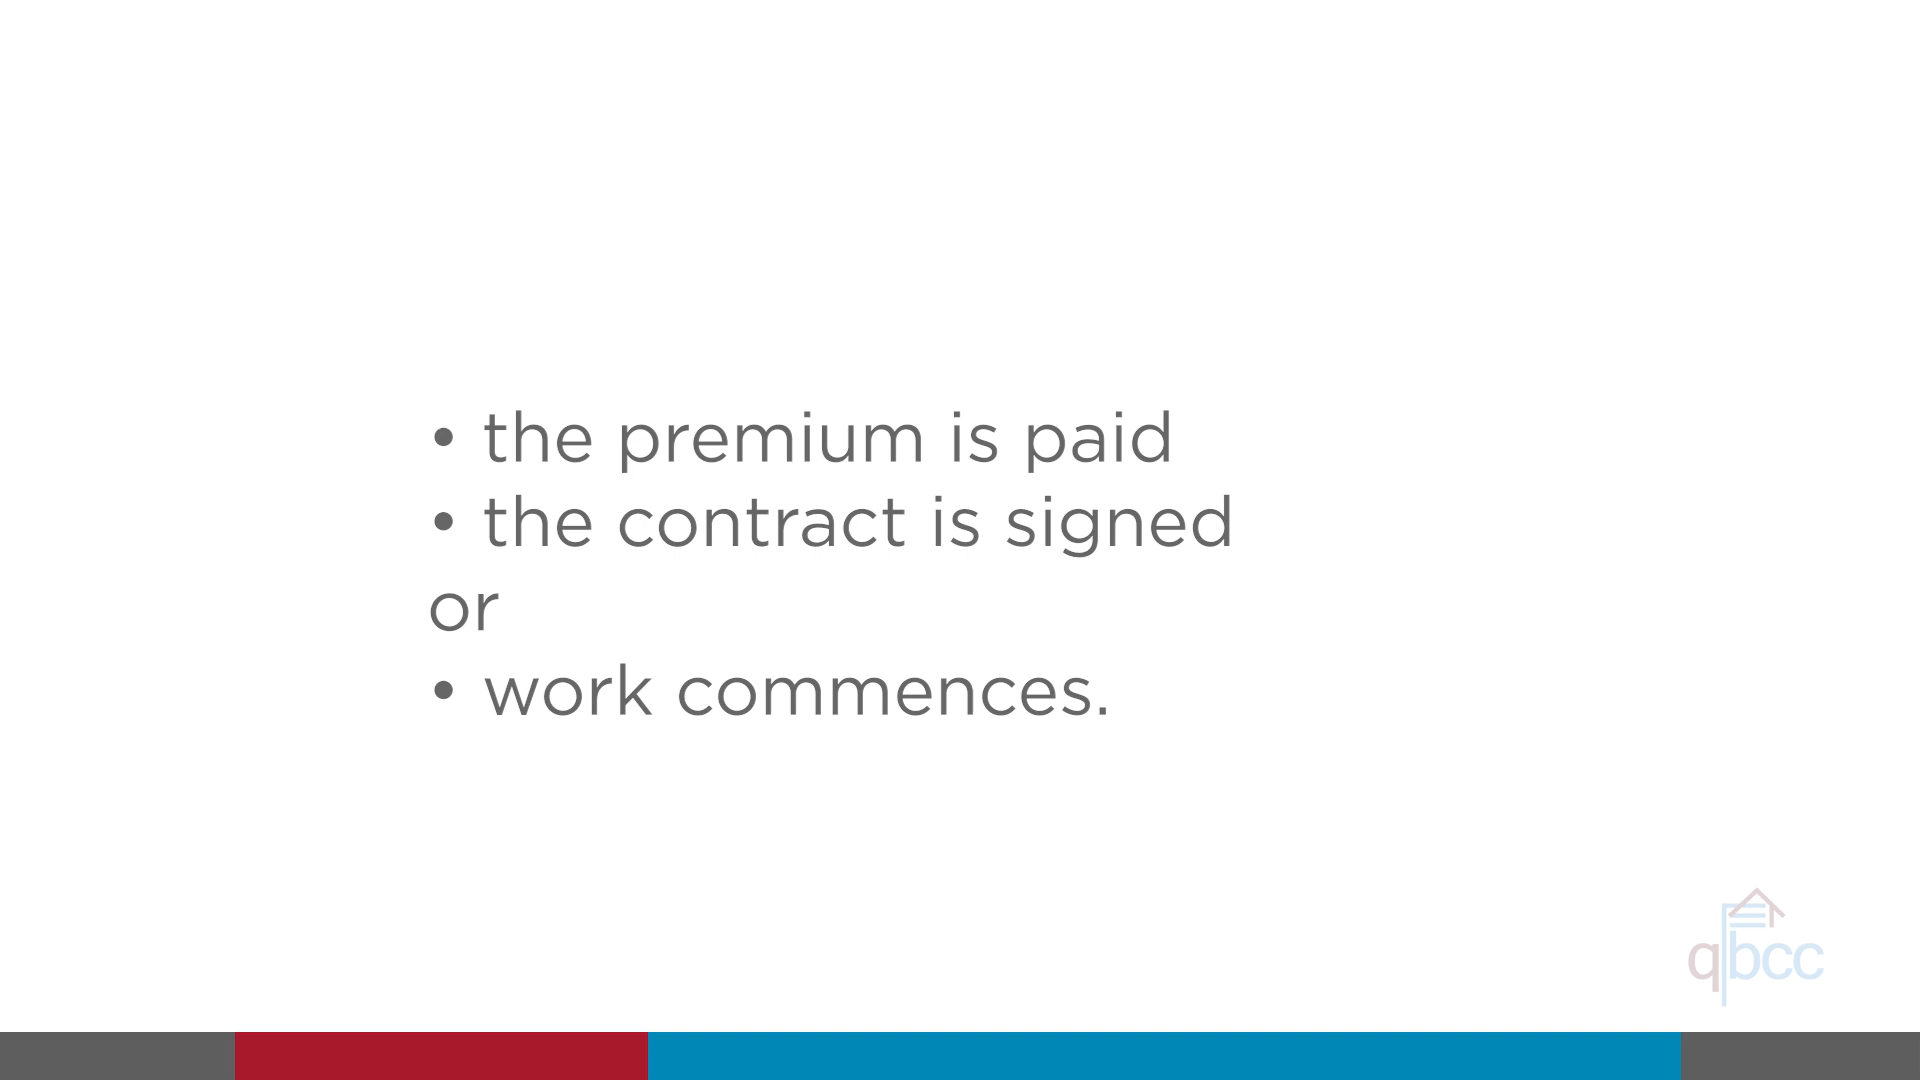 • the premium is paid
• the contract is signed
or
• work commences.
qbcc